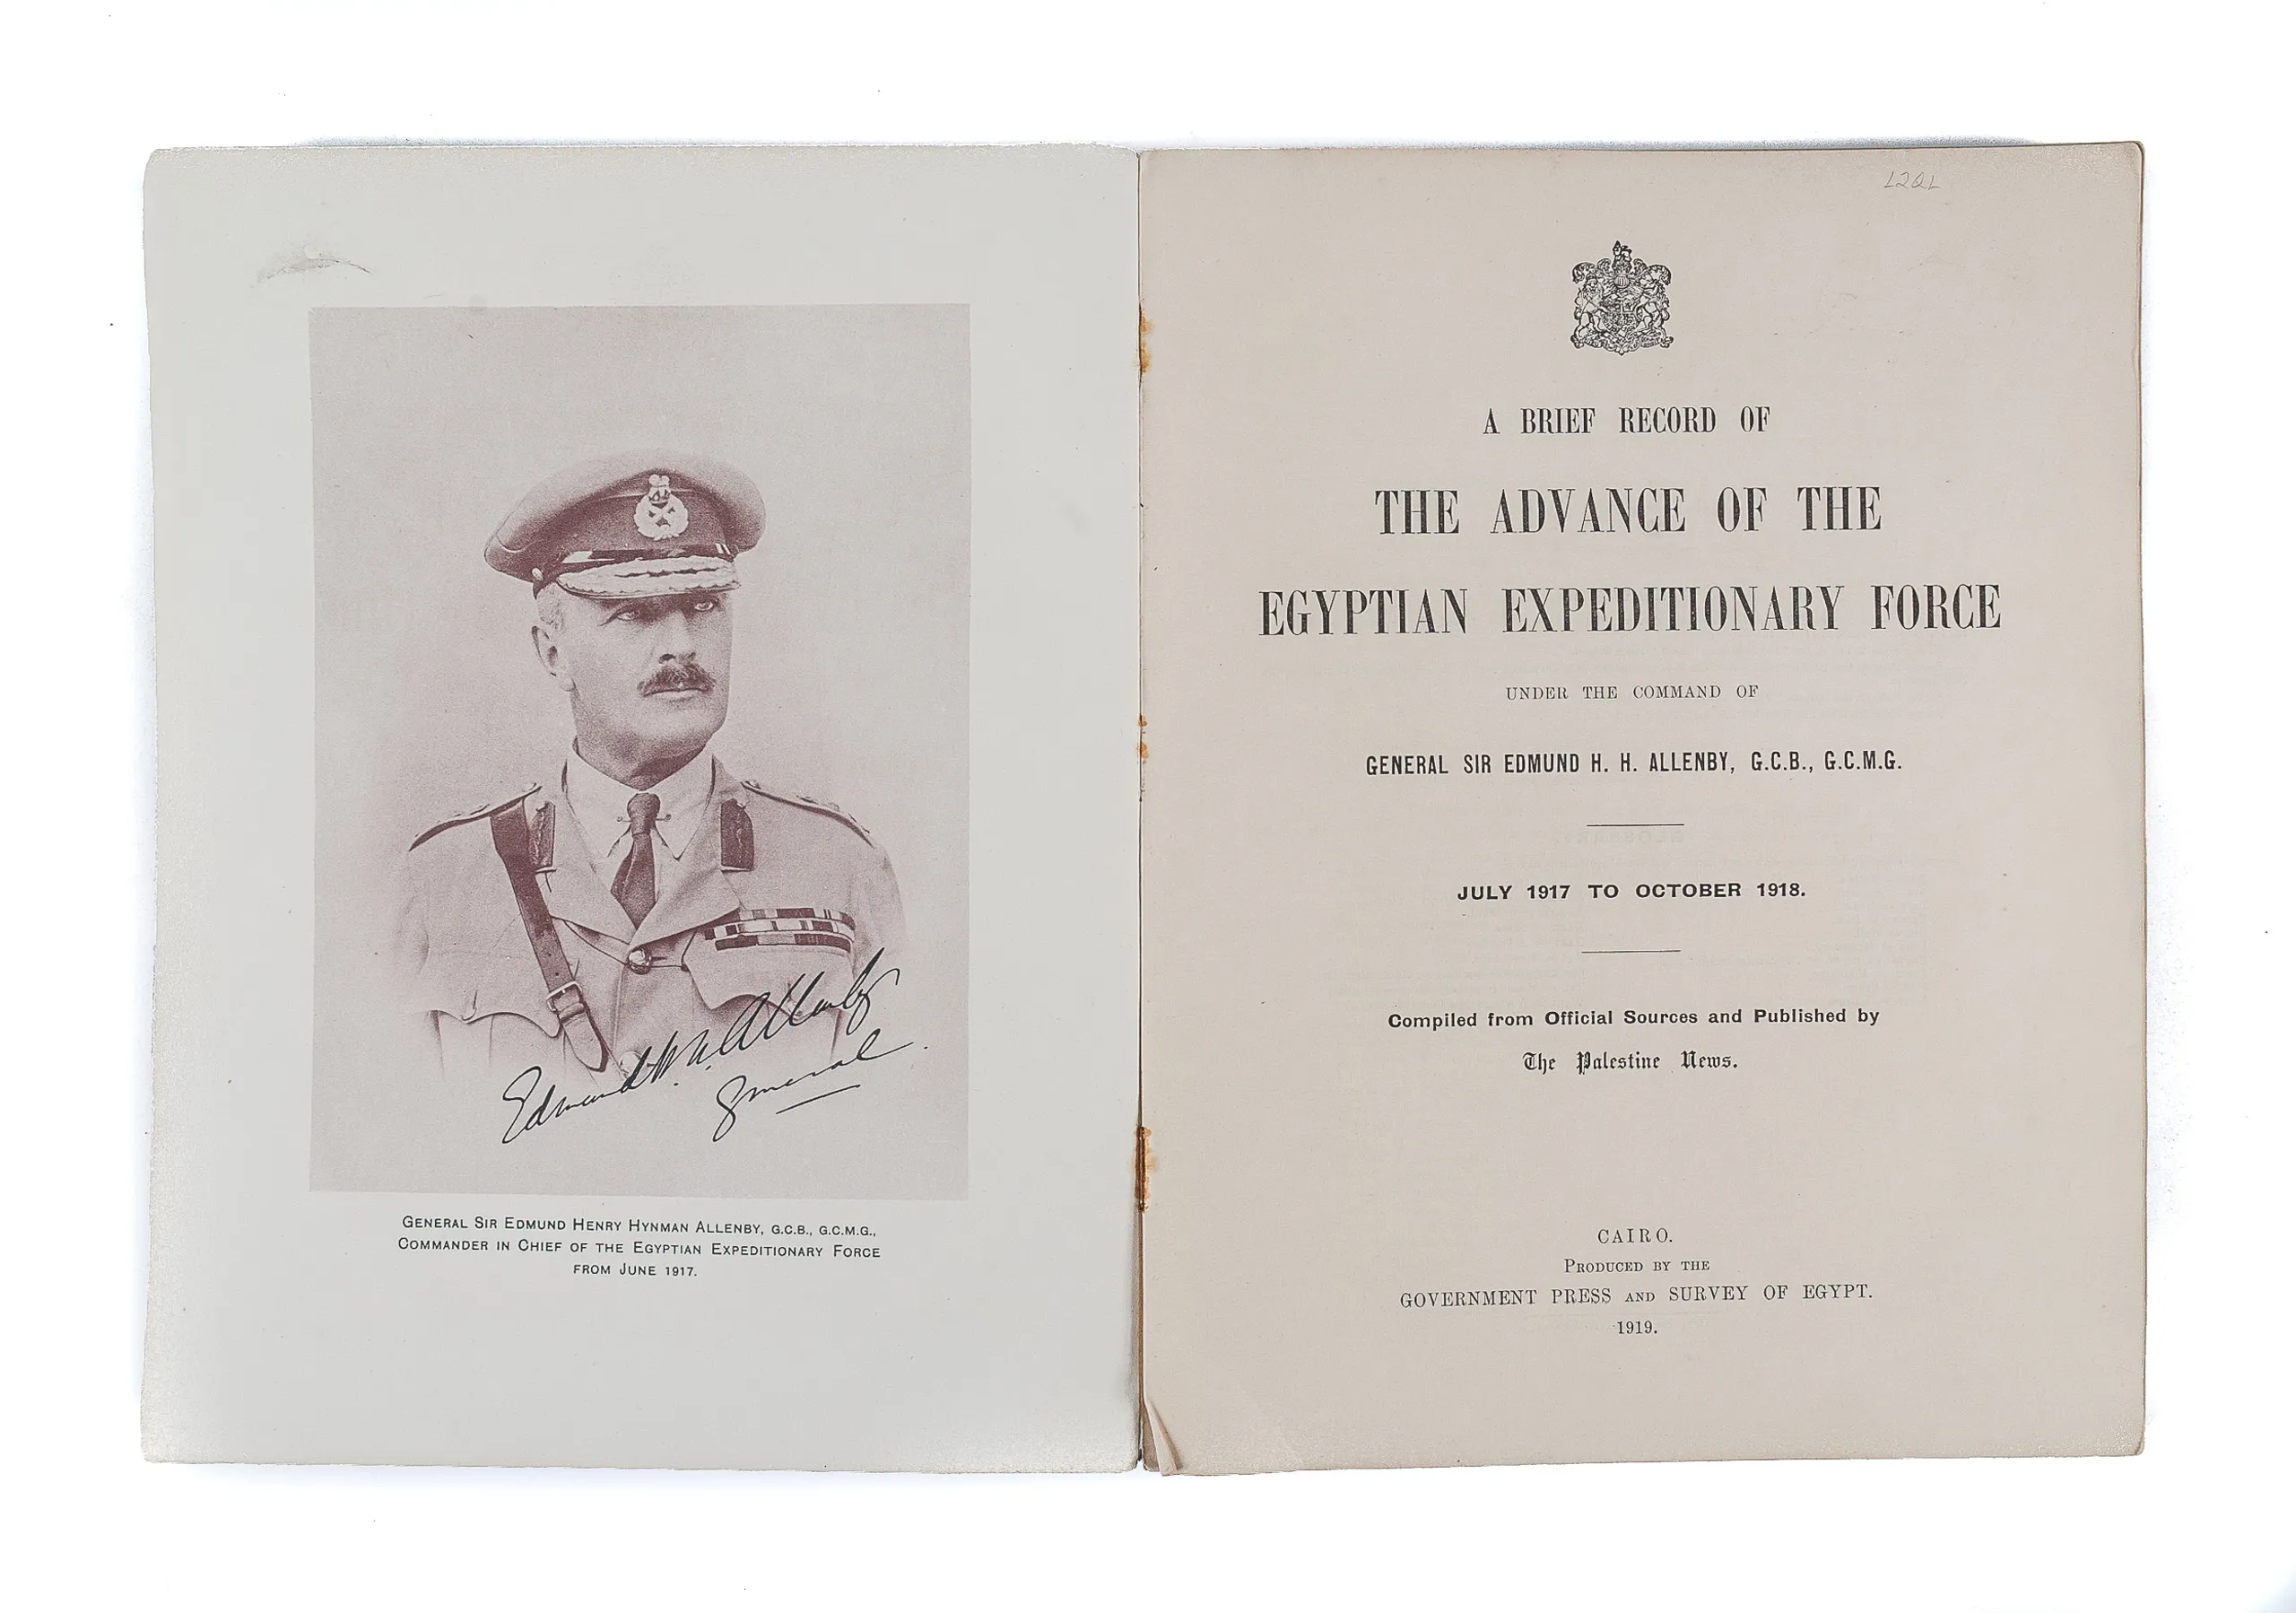 Edmund H. H. Allenby
General.
GENERAL SIR EDMUND HENRY HYNMAN ALLENBY, G.C.B., G.C.M.G.,
COMMANDER IN CHIEF OF THE EGYPTIAN EXPEDITIONARY FORCE
FROM JUNE 1917.
A BRIEF RECORD OF
THE ADVANCE OF THE
EGYPTIAN EXPEDITIONARY FORCE
UNDER THE COMMAND OF
GENERAL SIR EDMUND H. H. ALLENBY, G.C.B., G.C.M.G.
JULY 1917 TO OCTOBER 1918.
Compiled from Official Sources and Published by
The Palestine News.
CAIRO.
PRODUCED BY THE
GOVERNMENT PRESS AND SURVEY OF EGYPT.
1919.